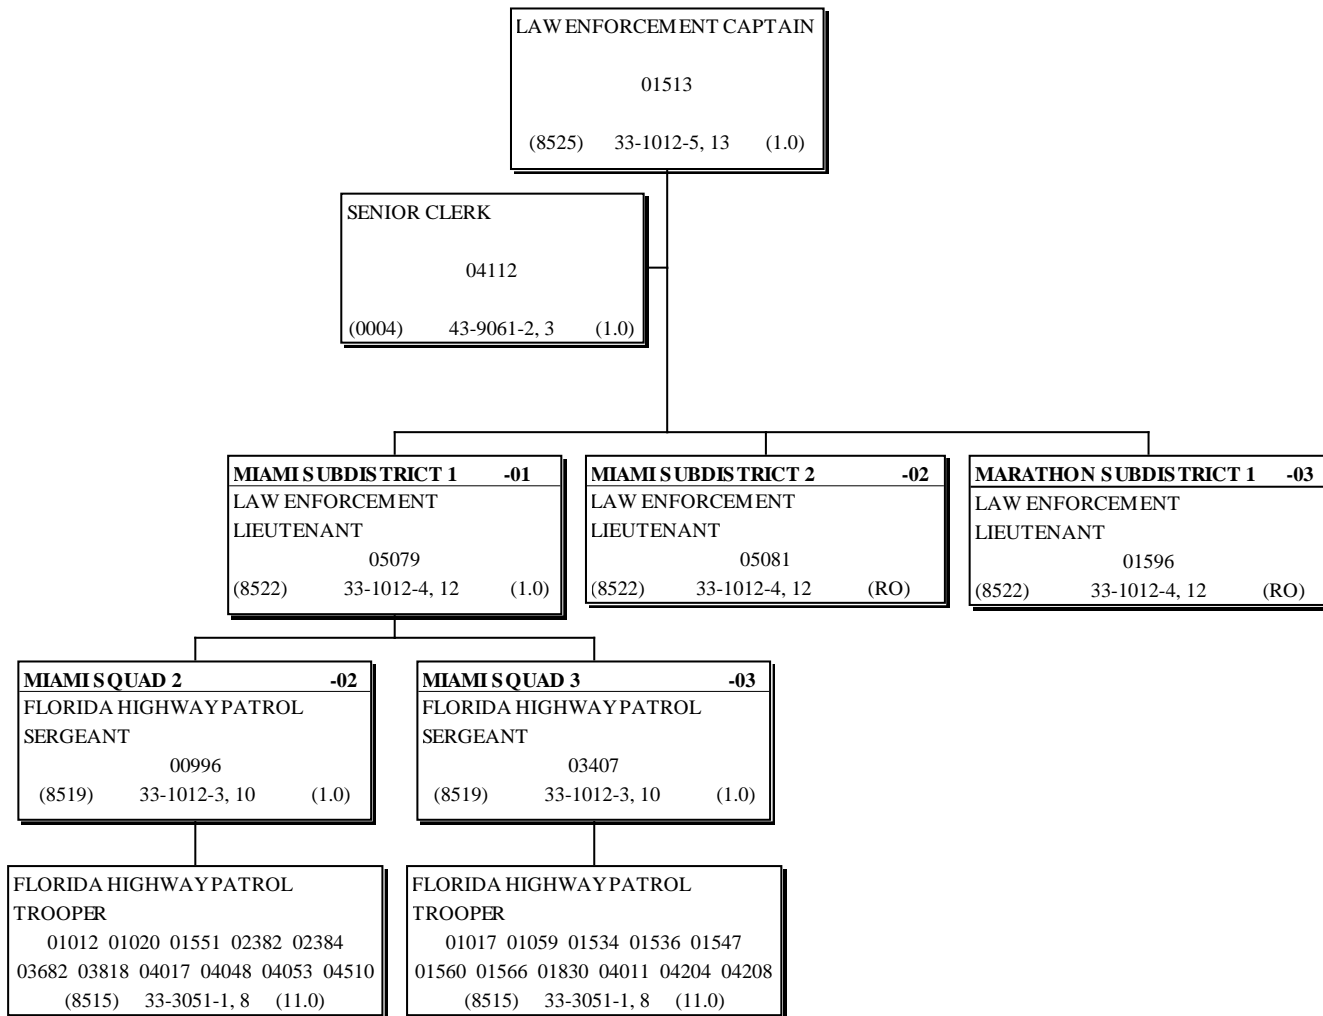 LAW ENFORCEMENT CAPTAIN
01513
(8525) 33-1012-5, 13 (1.0)
SENIOR CLERK
04112
(0004) 43-9061-2, 3 (1.0)
MIAMI SUBDISTRICT 1 -01
LAW ENFORCEMENT
LIEUTENANT
05079
(8522) 33-1012-4, 12 (1.0)
MIAMI SUBDISTRICT 2 -02
LAW ENFORCEMENT
LIEUTENANT
05081
(8522) 33-1012-4, 12 (RO)
MARATHON SUBDISTRICT 1 -03
LAW ENFORCEMENT
LIEUTENANT
01596
(8522) 33-1012-4, 12 (RO)
MIAMI SQUAD 2 -02
FLORIDA HIGHWAY PATROL
SERGEANT
00996
(8519) 33-1012-3, 10 (1.0)
MIAMI SQUAD 3 -03
FLORIDA HIGHWAY PATROL
SERGEANT
03407
(8519) 33-1012-3, 10 (1.0)
FLORIDA HIGHWAY PATROL
TROOPER
01012 01020 01551 02382 02384
03682 03818 04017 04048 04053 04510
(8515) 33-3051-1, 8 (11.0)
FLORIDA HIGHWAY PATROL
TROOPER
01017 01059 01534 01536 01547
01560 01566 01830 04011 04204 04208
(8515) 33-3051-1, 8 (11.0)